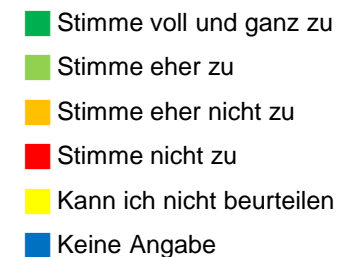 Stimme voll und ganz zu
Stimme eher zu
Stimme eher nicht zu
Stimme nicht zu
Kann ich nicht beurteilen
Keine Angabe